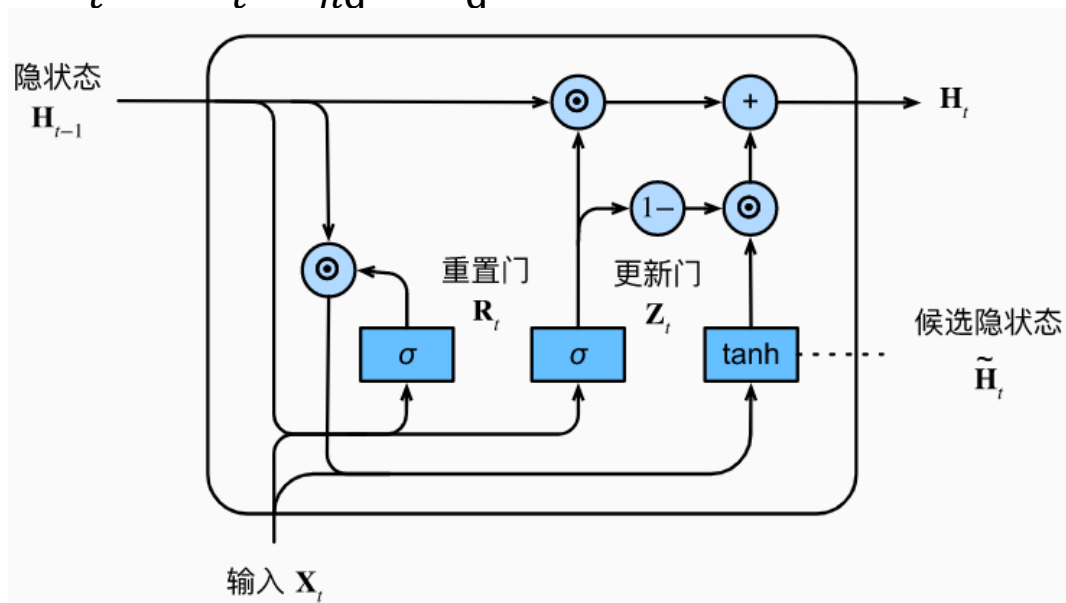 隐状态
H_{t−1}
⊙
+
H_t
1−
⊙
⊙
重置门
R_t
更新门
Z_t
σ
σ
tanh
候选隐状态
H̃_t
输入 X_t